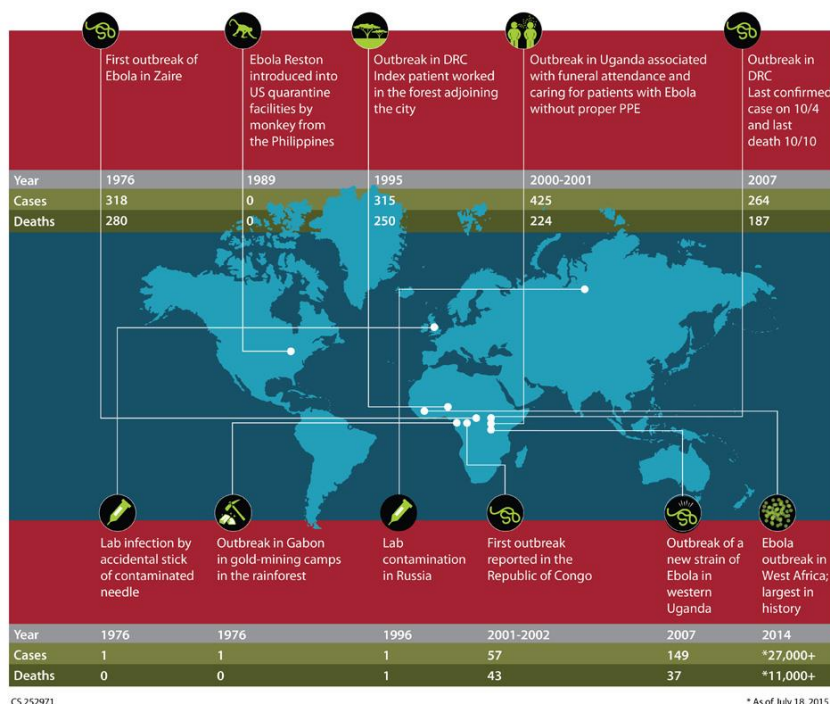 First outbreak of
Ebola in Zaire
Ebola Reston
introduced into
US quarantine
facilities by
monkey from
the Philippines
Outbreak in DRC
Index patient worked
in the forest adjoining
the city
Outbreak in Uganda associated
with funeral attendance and
caring for patients with Ebola
without proper PPE
Outbreak in
DRC
Last confirmed
case on 10/4
and last
death 10/10
Year 1976 1989 1995 2000-2001 2007
Cases 318 0 315 425 264
Deaths 280 0 250 224 187
Lab infection by
accidental stick
of contaminated
needle
Outbreak in Gabon
in gold-mining camps
in the rainforest
Lab
contamination
in Russia
First outbreak
reported in the
Republic of Congo
Outbreak of a
new strain of
Ebola in
western
Uganda
Ebola
outbreak in
West Africa;
largest in
history
Year 1976 1976 1996 2001-2002 2007 2014
Cases 1 1 1 57 149 *27,000+
Deaths 0 0 1 43 37 *11,000+
CS 252971
* As of July 18, 2015